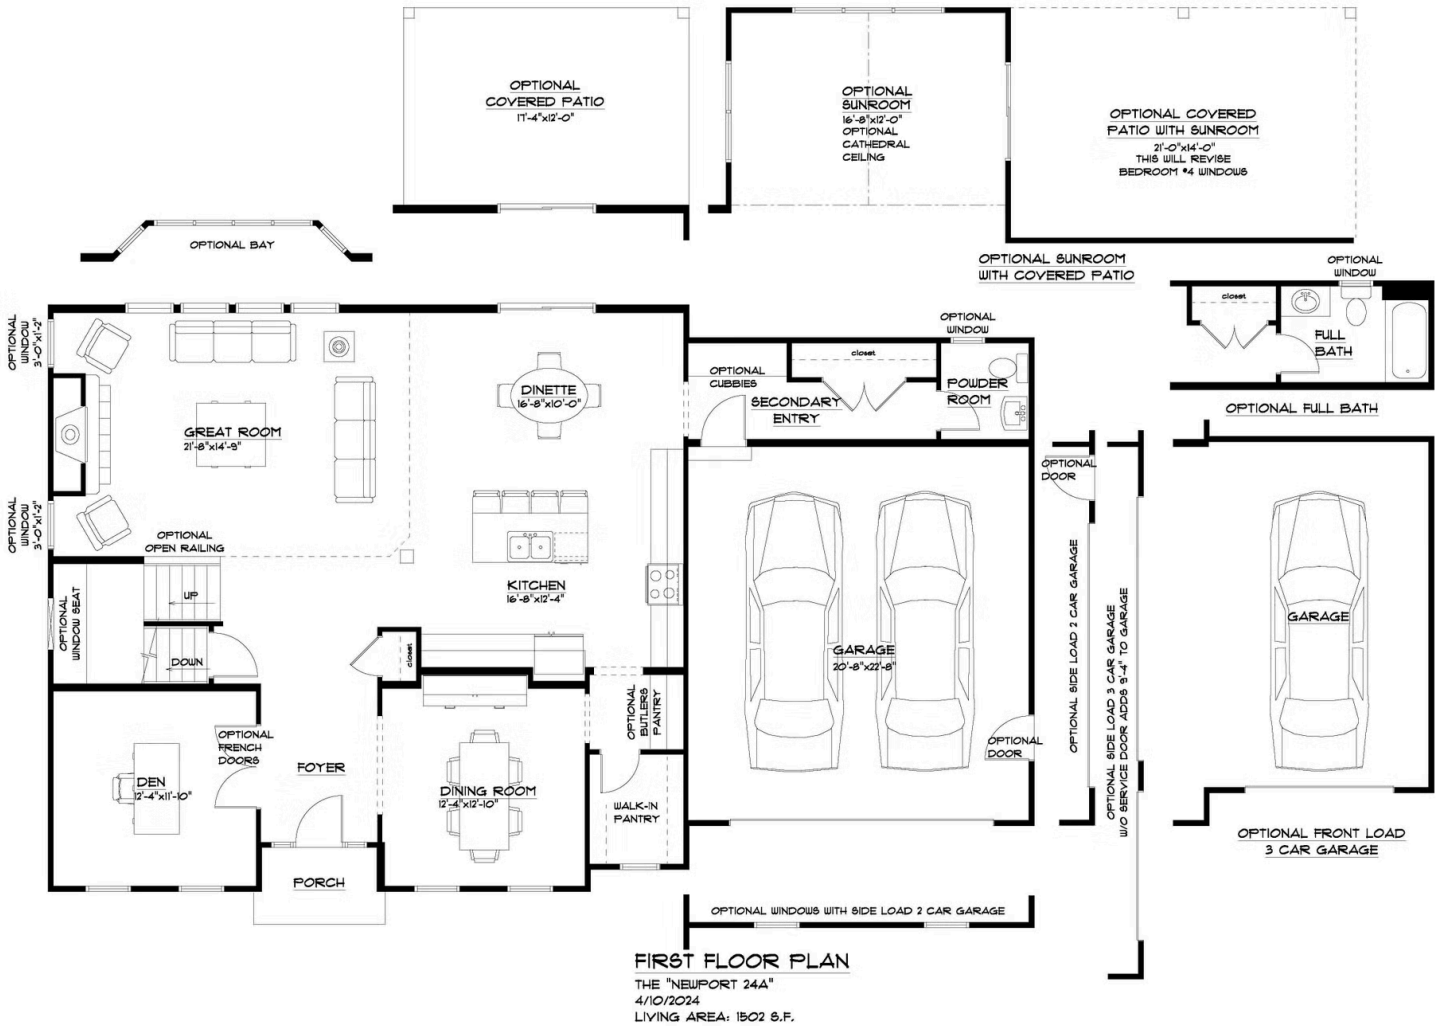 OPTIONAL
COVERED PATIO
17'-4"x12'-0"
OPTIONAL
SUNROOM
16'-8"x12'-0"
OPTIONAL
CATHEDRAL
CEILING
OPTIONAL COVERED
PATIO WITH SUNROOM
21'-0"x14'-0"
THIS WILL REVISE
BEDROOM #4 WINDOWS
OPTIONAL BAY
OPTIONAL SUNROOM
WITH COVERED PATIO
OPTIONAL
WINDOW
closet
FULL
BATH
OPTIONAL FULL BATH
OPTIONAL
WINDOW
3'-0"x1'-2"
GREAT ROOM
21'-8"x14'-9"
OPTIONAL
WINDOW
3'-0"x1'-2"
OPTIONAL
OPEN RAILING
DINETTE
16'-8"x10'-0"
OPTIONAL
CUBBIES
closet
OPTIONAL
WINDOW
SECONDARY
ENTRY
POWDER
ROOM
KITCHEN
16'-8"x12'-4"
OPTIONAL
WINDOW SEAT
UP
DOWN
closet
GARAGE
20'-8"x22'-8"
OPTIONAL
DOOR
OPTIONAL
DOOR
OPTIONAL SIDE LOAD 2 CAR GARAGE
OPTIONAL SIDE LOAD 3 CAR GARAGE
W/O SERVICE DOOR ADDS 9'-4" TO GARAGE
GARAGE
OPTIONAL FRONT LOAD
3 CAR GARAGE
OPTIONAL
FRENCH
DOORS
DEN
12'-4"x11'-10"
FOYER
DINING ROOM
12'-4"x12'-10"
OPTIONAL
BUTLERS
PANTRY
WALK-IN
PANTRY
PORCH
OPTIONAL WINDOWS WITH SIDE LOAD 2 CAR GARAGE
FIRST FLOOR PLAN
THE "NEWPORT 24A"
4/10/2024
LIVING AREA: 1502 S.F.